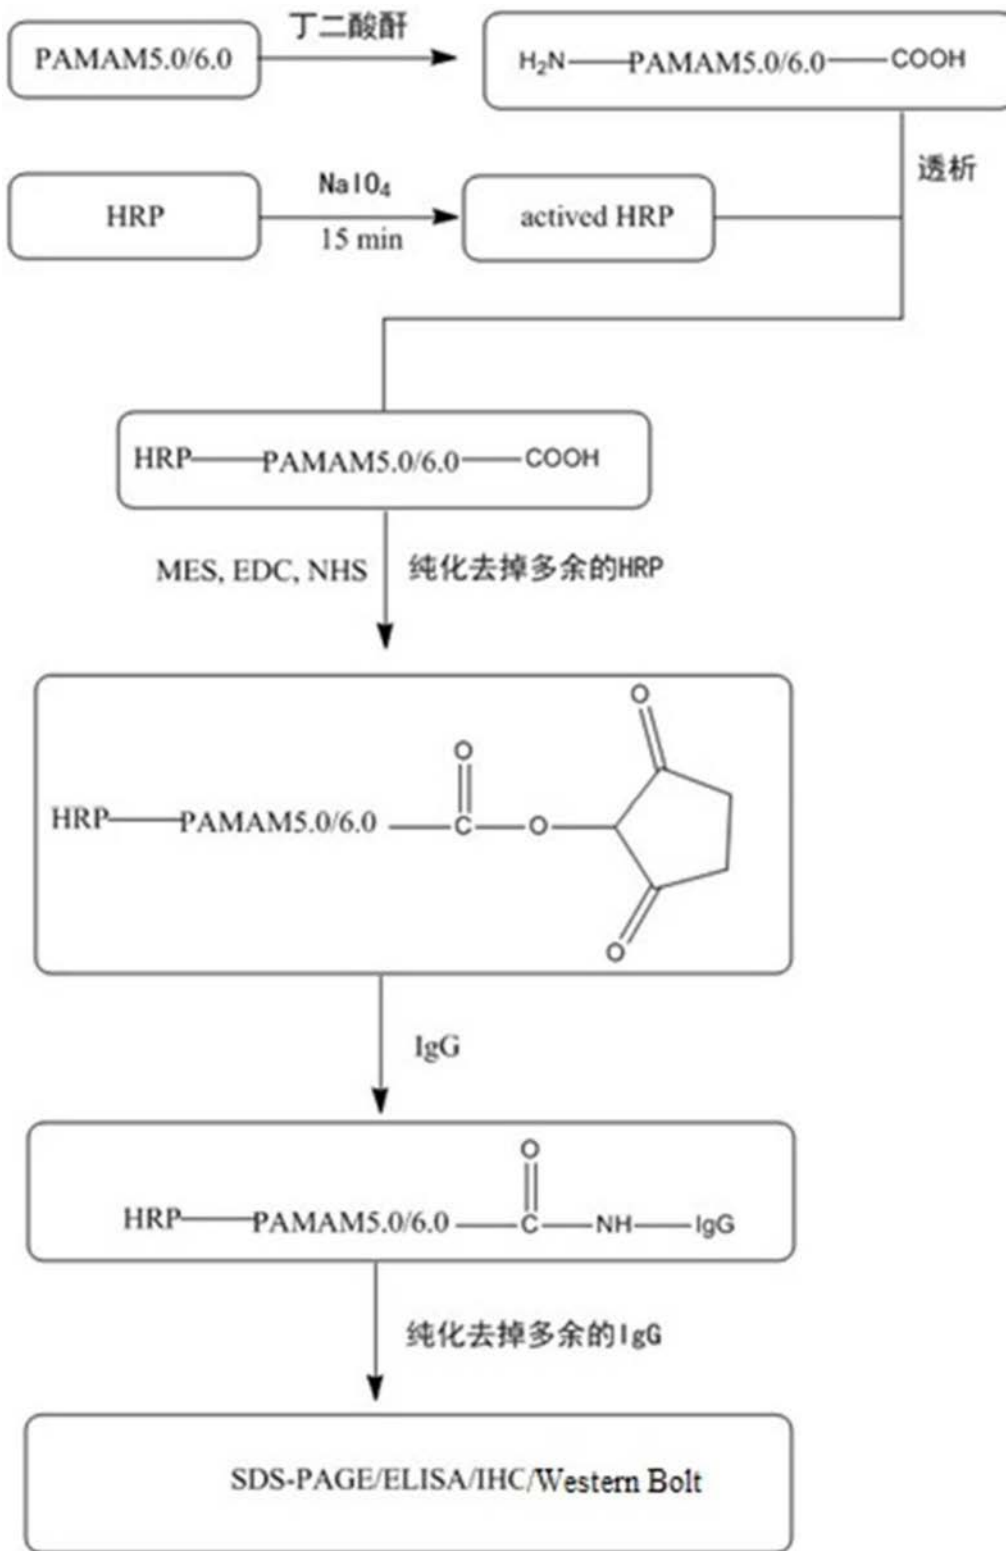 丁二酸酐
PAMAM5.0/6.0
H₂N—PAMAM5.0/6.0—COOH
透析
HRP
NaIO₄
15 min
actived HRP
HRP—PAMAM5.0/6.0—COOH
MES, EDC, NHS
纯化去掉多余的HRP
O
O
HRP—PAMAM5.0/6.0—C—O
O
IgG
O
HRP—PAMAM5.0/6.0—C—NH—IgG
纯化去掉多余的IgG
SDS-PAGE/ELISA/IHC/Western Bolt